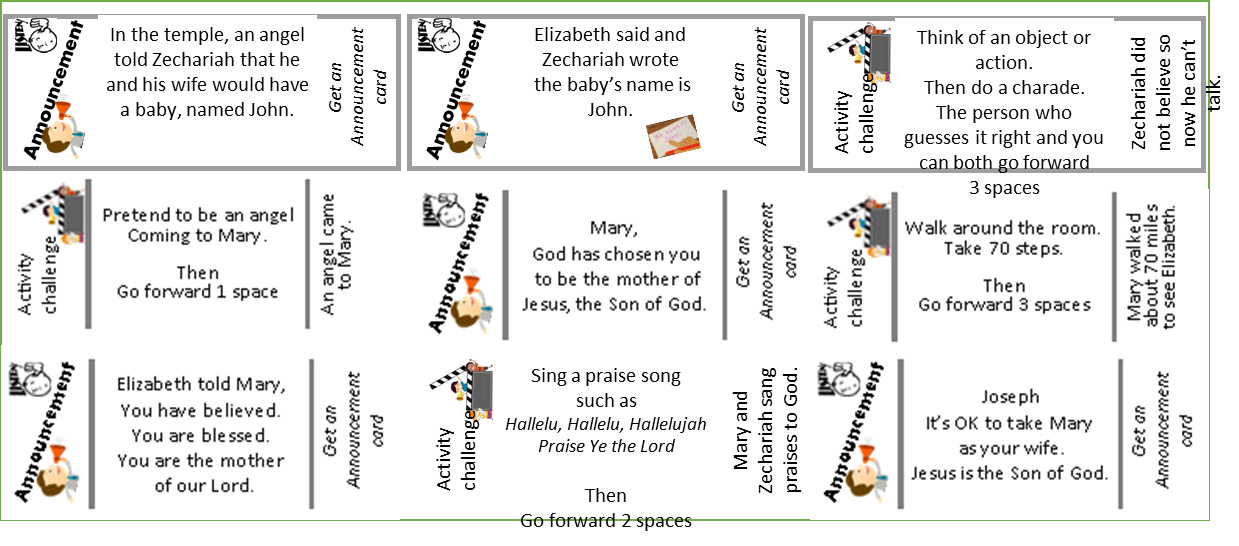 LISTEN
Announcement
In the temple, an angel
told Zechariah that he
and his wife would have
a baby, named John.
Get an
Announcement
card
LISTEN
Announcement
Elizabeth said and
Zechariah wrote
the baby's name is
John.
Get an
Announcement
card
Activity
challenge
Think of an object or
action.
Then do a charade.
The person who
guesses it right and you
can both go forward
3 spaces
Zechariah did
not believe so
now he can't
talk.
Activity
challenge
Pretend to be an angel
Coming to Mary.
Then
Go forward 1 space
An angel came
to Mary.
LISTEN
Announcement
Mary,
God has chosen you
to be the mother of
Jesus, the Son of God.
Get an
Announcement
card
Activity
challenge
Walk around the room.
Take 70 steps.
Then
Go forward 3 spaces
Mary walked
about 70 miles
to see Elizabeth.
LISTEN
Announcement
Elizabeth told Mary,
You have believed.
You are blessed.
You are the mother
of our Lord.
Get an
Announcement
card
Activity
challenge
Sing a praise song
such as
Hallelu, Hallelu, Hallelujah
Praise Ye the Lord
Then
Go forward 2 spaces
Mary and
Zechariah sang
praises to God.
LISTEN
Announcement
Joseph
It's OK to take Mary
as your wife.
Jesus is the Son of God.
Get an
Announcement
card